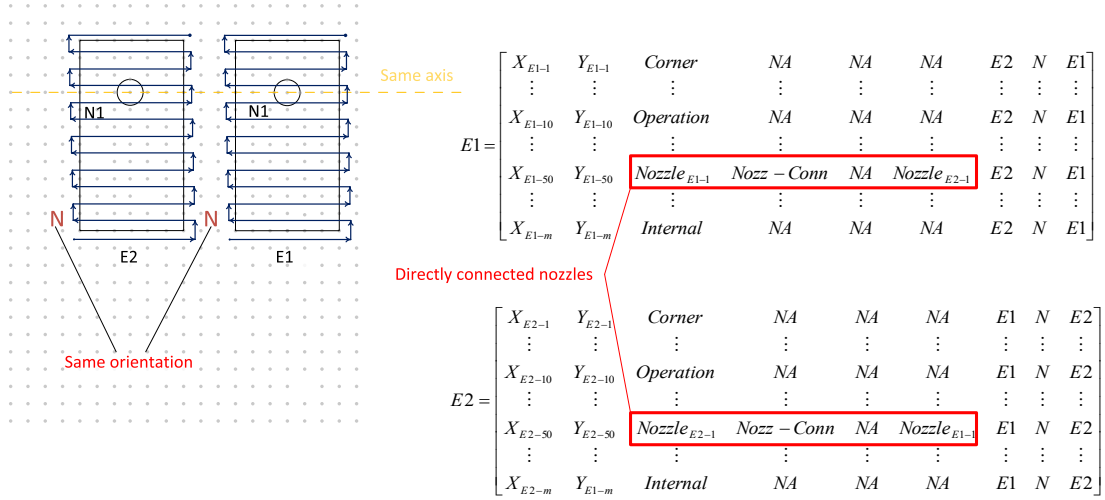 Same axis
N1
N1
N
N
E2
E1
Same orientation
Directly connected nozzles
E1 =
X_{E1-1} Y_{E1-1} Corner NA NA NA E2 N E1
⋮ ⋮ ⋮ ⋮ ⋮ ⋮ ⋮ ⋮ ⋮
X_{E1-10} Y_{E1-10} Operation NA NA NA E2 N E1
⋮ ⋮ ⋮ ⋮ ⋮ ⋮ ⋮ ⋮ ⋮
X_{E1-50} Y_{E1-50} Nozzle_{E1-1} Nozz-Conn NA Nozzle_{E2-1} E2 N E1
⋮ ⋮ ⋮ ⋮ ⋮ ⋮ ⋮ ⋮ ⋮
X_{E1-m} Y_{E1-m} Internal NA NA NA E2 N E1
E2 =
X_{E2-1} Y_{E2-1} Corner NA NA NA E1 N E2
⋮ ⋮ ⋮ ⋮ ⋮ ⋮ ⋮ ⋮ ⋮
X_{E2-10} Y_{E2-10} Operation NA NA NA E1 N E2
⋮ ⋮ ⋮ ⋮ ⋮ ⋮ ⋮ ⋮ ⋮
X_{E2-50} Y_{E2-50} Nozzle_{E2-1} Nozz-Conn NA Nozzle_{E1-1} E1 N E2
⋮ ⋮ ⋮ ⋮ ⋮ ⋮ ⋮ ⋮ ⋮
X_{E2-m} Y_{E1-m} Internal NA NA NA E1 N E2